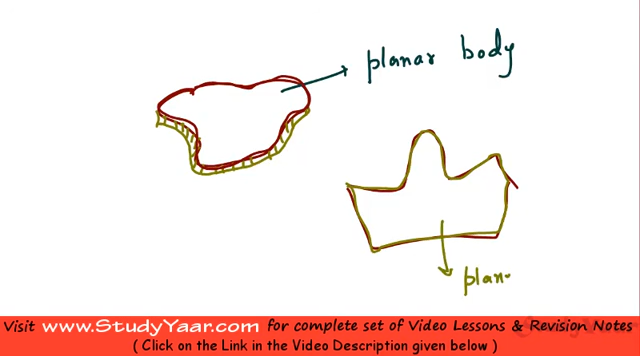 planar body
plan
Visit www.StudyYaar.com for complete set of Video Lessons & Revision Notes
( Click on the Link in the Video Description given below )